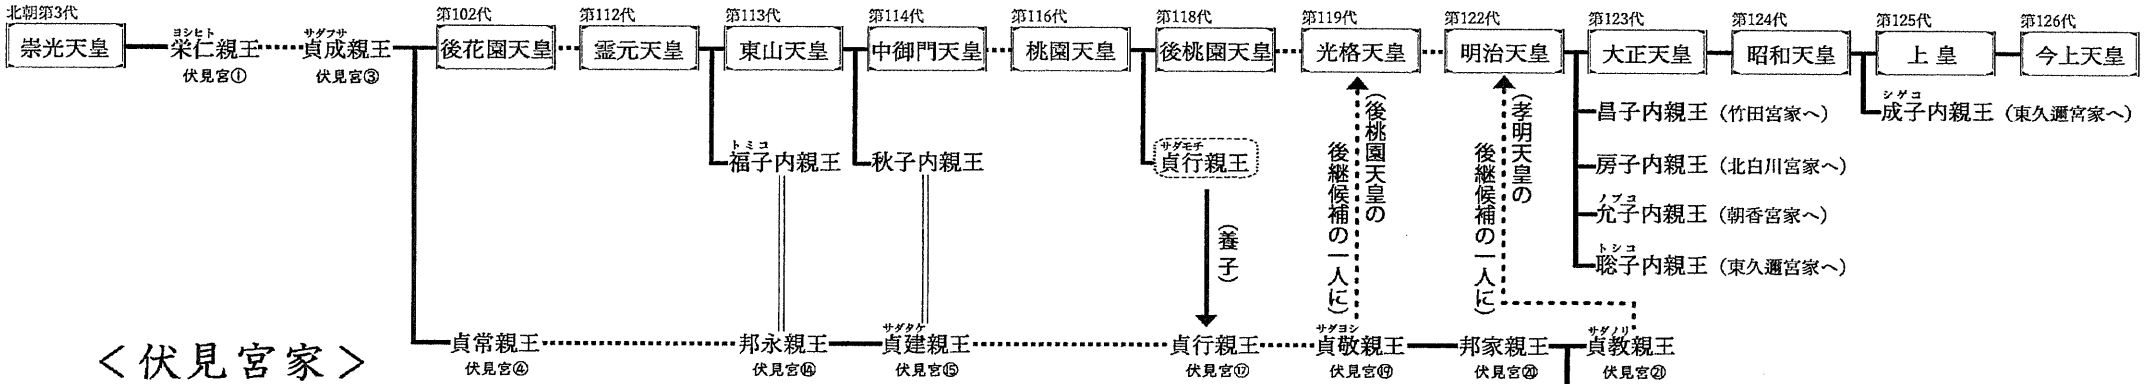 北朝第3代
第102代
第112代
第113代
第114代
第116代
第118代
第119代
第122代
第123代
第124代
第125代
第126代
崇光天皇
ヨシヒト
栄仁親王
伏見宮①
サダフサ
貞成親王
伏見宮③
後花園天皇
霊元天皇
東山天皇
中御門天皇
桃園天皇
後桃園天皇
光格天皇
明治天皇
大正天皇
昭和天皇
上皇
今上天皇
トミコ
福子内親王
秋子内親王
サダモチ
貞行親王
(養子)
(後桃園天皇の
後継候補の一人に)
(孝明天皇の
後継候補の一人に)
昌子内親王(竹田宮家へ)
房子内親王(北白川宮家へ)
ノブコ
允子内親王(朝香宮家へ)
トシコ
聡子内親王(東久邇宮家へ)
シゲコ
成子内親王(東久邇宮家へ)
<伏見宮家>
貞常親王
伏見宮④
邦永親王
伏見宮⑭
サダタケ
貞建親王
伏見宮⑮
貞行親王
伏見宮⑰
サダヨシ
貞敬親王
伏見宮⑲
邦家親王
伏見宮⑳
サダノリ
貞教親王
伏見宮㉑